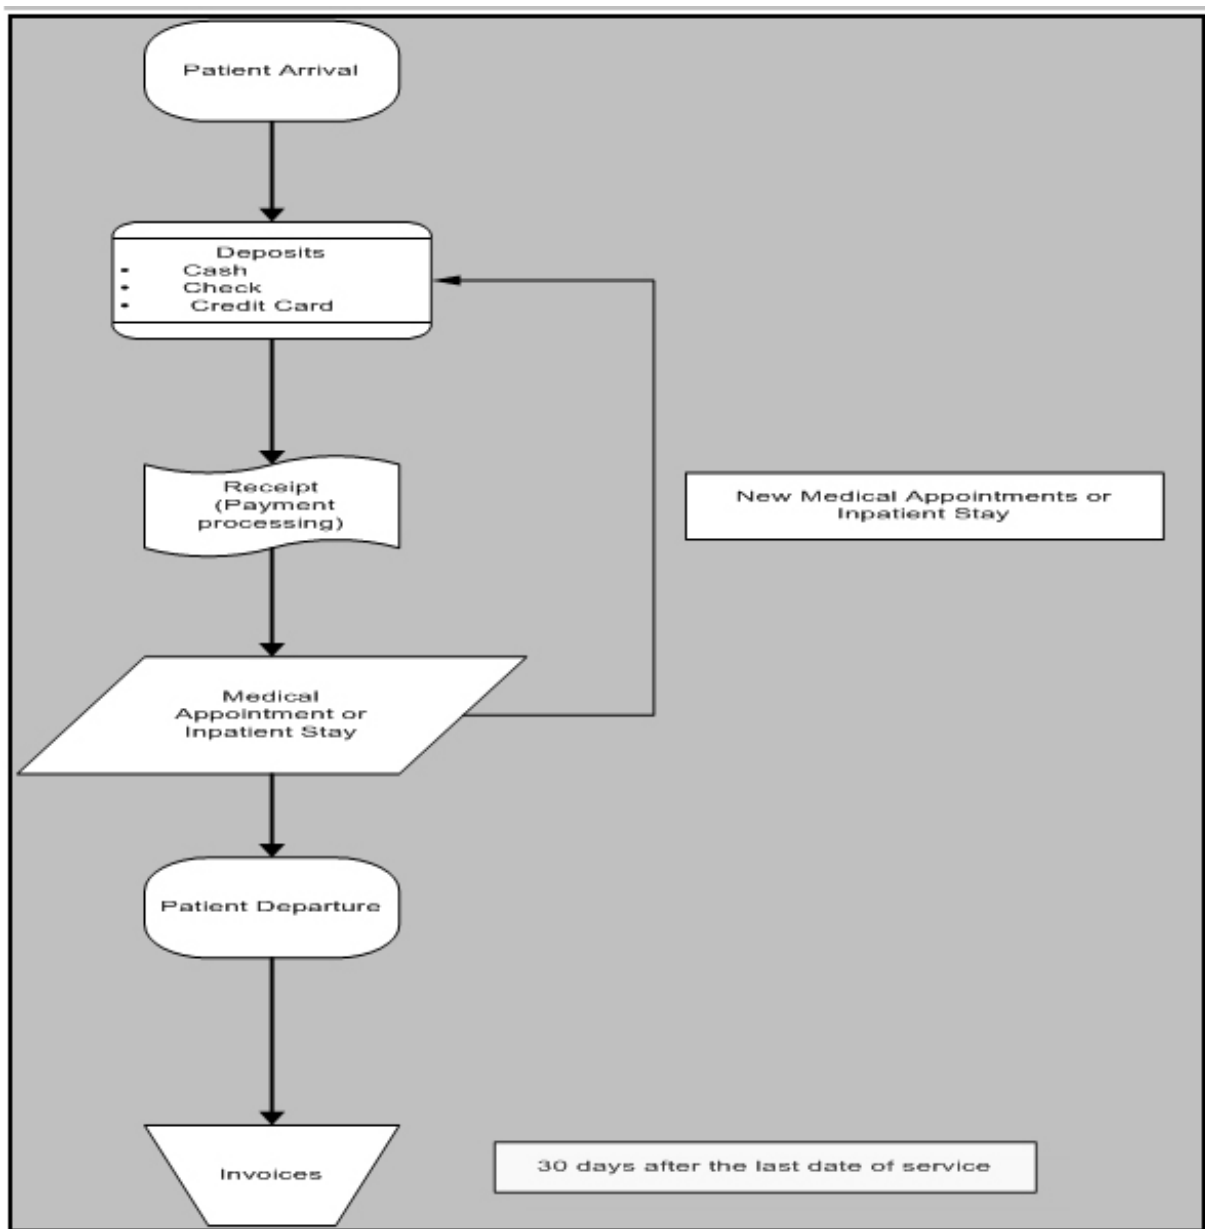 Patient Arrival
Deposits
• Cash
• Check
• Credit Card
Receipt
(Payment
processing)
New Medical Appointments or
Inpatient Stay
Medical
Appointment or
Inpatient Stay
Patient Departure
Invoices
30 days after the last date of service